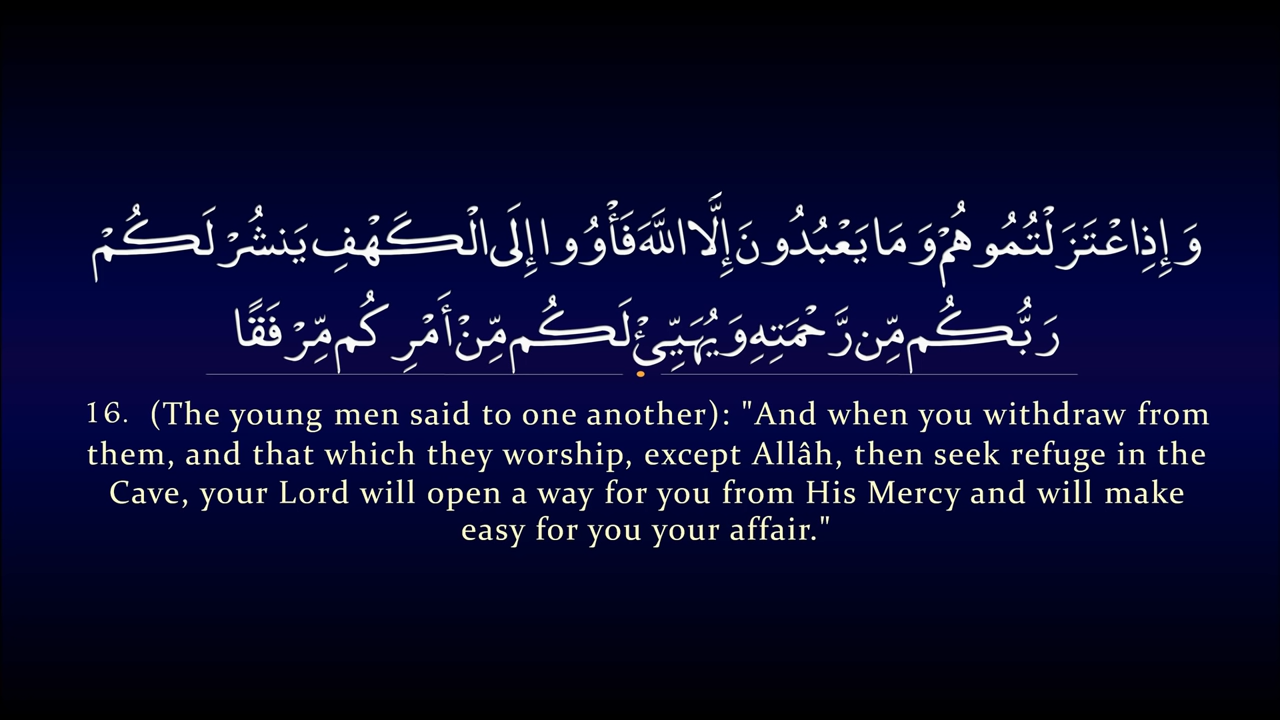 وَإِذِ اعْتَزَلْتُمُوهُمْ وَمَا يَعْبُدُونَ إِلَّا اللَّهَ فَأْوُوا إِلَى الْكَهْفِ يَنشُرْ لَكُمْ
رَبُّكُم مِّن رَّحْمَتِهِ وَيُهَيِّئْ لَكُم مِّنْ أَمْرِكُم مِّرْفَقًا
16. (The young men said to one another): "And when you withdraw from
them, and that which they worship, except Allâh, then seek refuge in the
Cave, your Lord will open a way for you from His Mercy and will make
easy for you your affair."